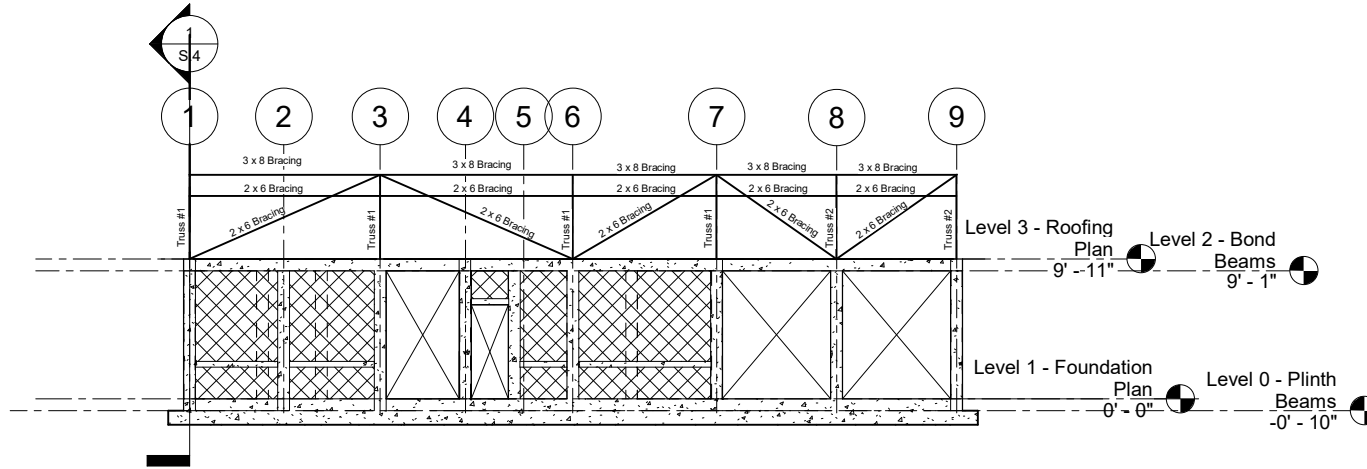 1
S.4
1
2
3
4
5
6
7
8
9
3 x 8 Bracing
3 x 8 Bracing
3 x 8 Bracing
3 x 8 Bracing
3 x 8 Bracing
2 x 6 Bracing
2 x 6 Bracing
2 x 6 Bracing
2 x 6 Bracing
2 x 6 Bracing
Truss #1
2 x 6 Bracing
Truss #1
2 x 6 Bracing
Truss #1
2 x 6 Bracing
Truss #1
2 x 6 Bracing
Truss #2
2 x 6 Bracing
Truss #2
Level 3 - Roofing
Plan
9' - 11"
Level 2 - Bond
Beams
9' - 1"
Level 1 - Foundation
Plan
0' - 0"
Level 0 - Plinth
Beams
-0' - 10"